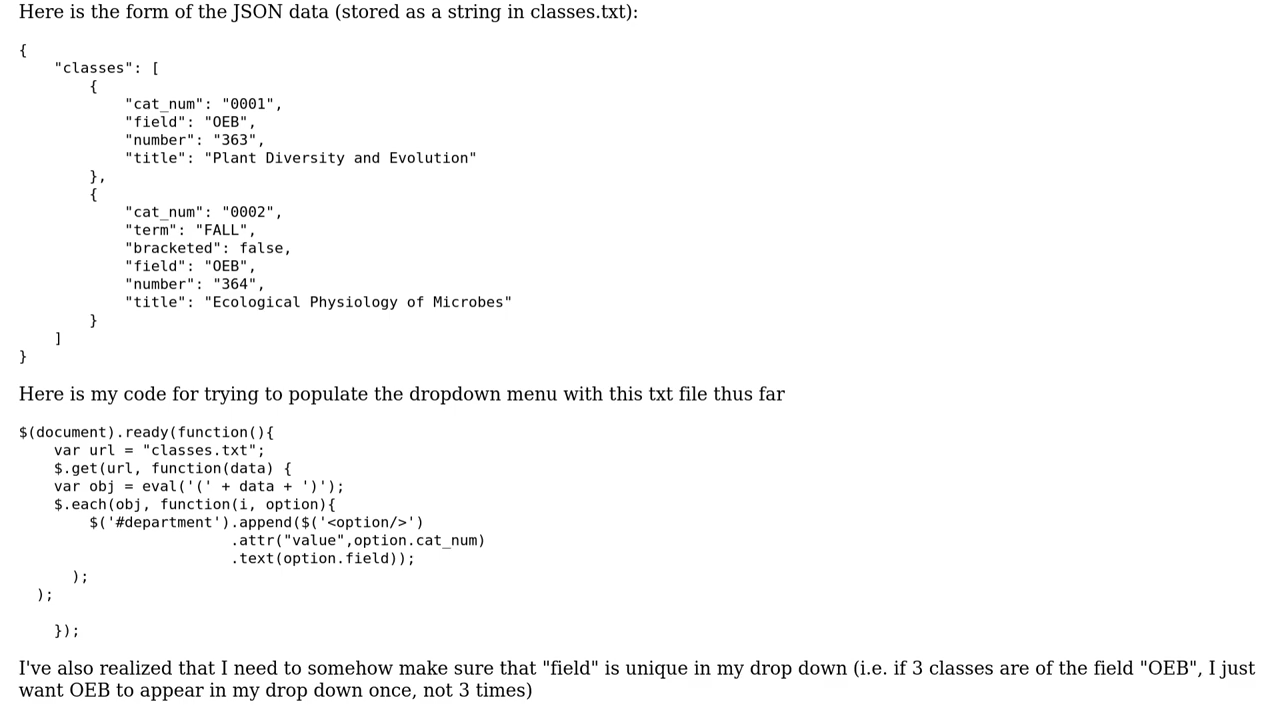 Here is the form of the JSON data (stored as a string in classes.txt):
{
    "classes": [
        {
            "cat_num": "0001",
            "field": "OEB",
            "number": "363",
            "title": "Plant Diversity and Evolution"
        },
        {
            "cat_num": "0002",
            "term": "FALL",
            "bracketed": false,
            "field": "OEB",
            "number": "364",
            "title": "Ecological Physiology of Microbes"
        }
    ]
}
Here is my code for trying to populate the dropdown menu with this txt file thus far
$(document).ready(function(){
    var url = "classes.txt";
    $.get(url, function(data) {
    var obj = eval('(' + data + ')');
    $.each(obj, function(i, option){
        $('#department').append($('<option/>')
                        .attr("value",option.cat_num)
                        .text(option.field));
      );
  );
    });
I've also realized that I need to somehow make sure that "field" is unique in my drop down (i.e. if 3 classes are of the field "OEB", I just
want OEB to appear in my drop down once, not 3 times)